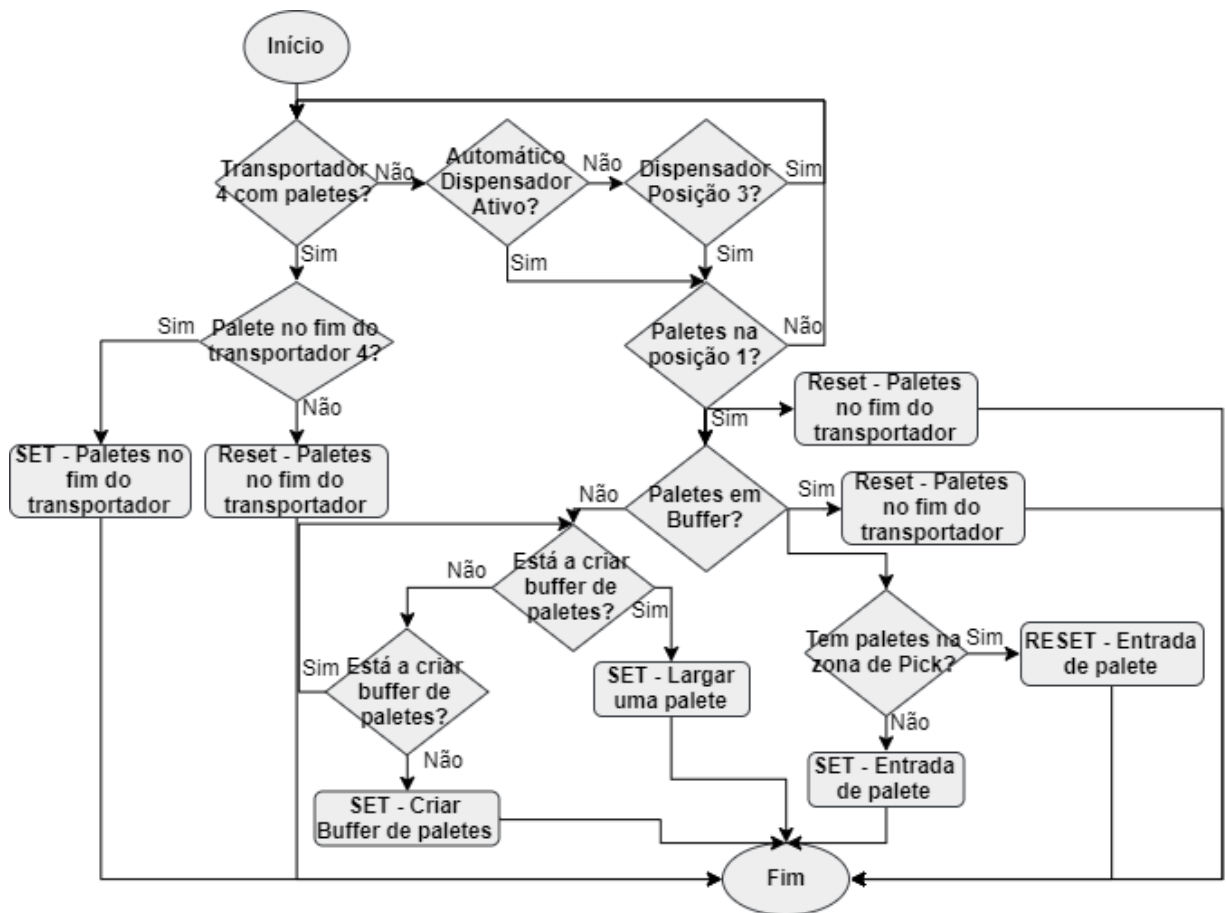 Início
Transportador
4 com paletes?
Não
Automático
Dispensador
Ativo?
Não
Dispensador
Posição 3?
Sim
Sim
Sim
Sim
Palete no fim do
transportador 4?
Sim
Não
Paletes na
posição 1?
Não
Sim
Reset - Paletes
no fim do
transportador
SET - Paletes no
fim do
transportador
Reset - Paletes
no fim do
transportador
Paletes em
Buffer?
Não
Sim
Reset - Paletes
no fim do
transportador
Está a criar
buffer de
paletes?
Não
Sim
Está a criar
buffer de
paletes?
Sim
Não
SET - Largar
uma palete
Tem paletes na
zona de Pick?
Sim
Não
RESET - Entrada
de palete
SET - Entrada
de palete
SET - Criar
Buffer de paletes
Fim